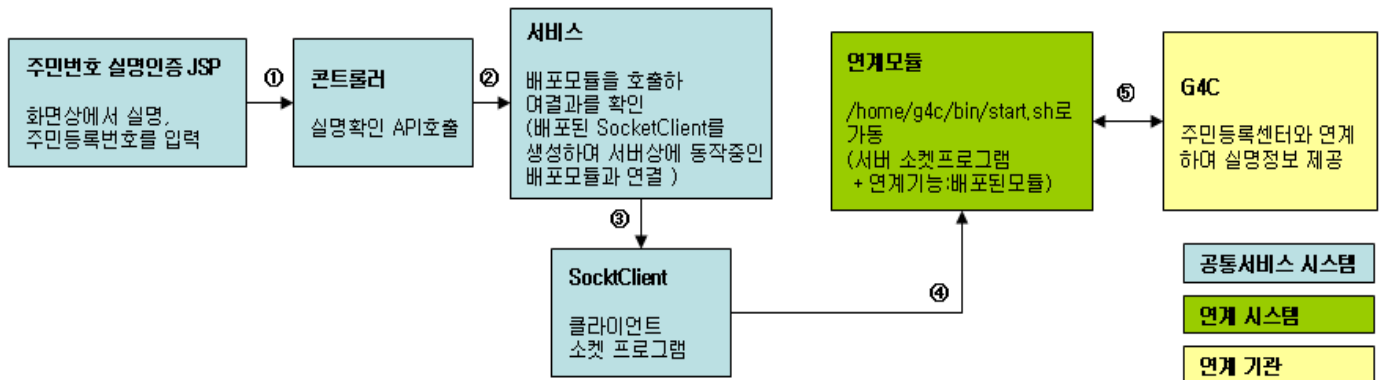 주민번호 실명인증 JSP
화면상에서 실명,
주민등록번호를 입력
①
콘트롤러
실명확인 API호출
②
서비스
배포모듈을 호출하
여결과를 확인
(배포된 SocketClient를
생성하여 서버상에 동작중인
배포모듈과 연결 )
③
SocktClient
클라이언트
소켓 프로그램
④
연계모듈
/home/g4c/bin/start.sh로
가동
(서버 소켓프로그램
+ 연계기능:배포된모듈)
⑤
G4C
주민등록센터와 연계
하여 실명정보 제공
공통서비스 시스템
연계 시스템
연계 기관